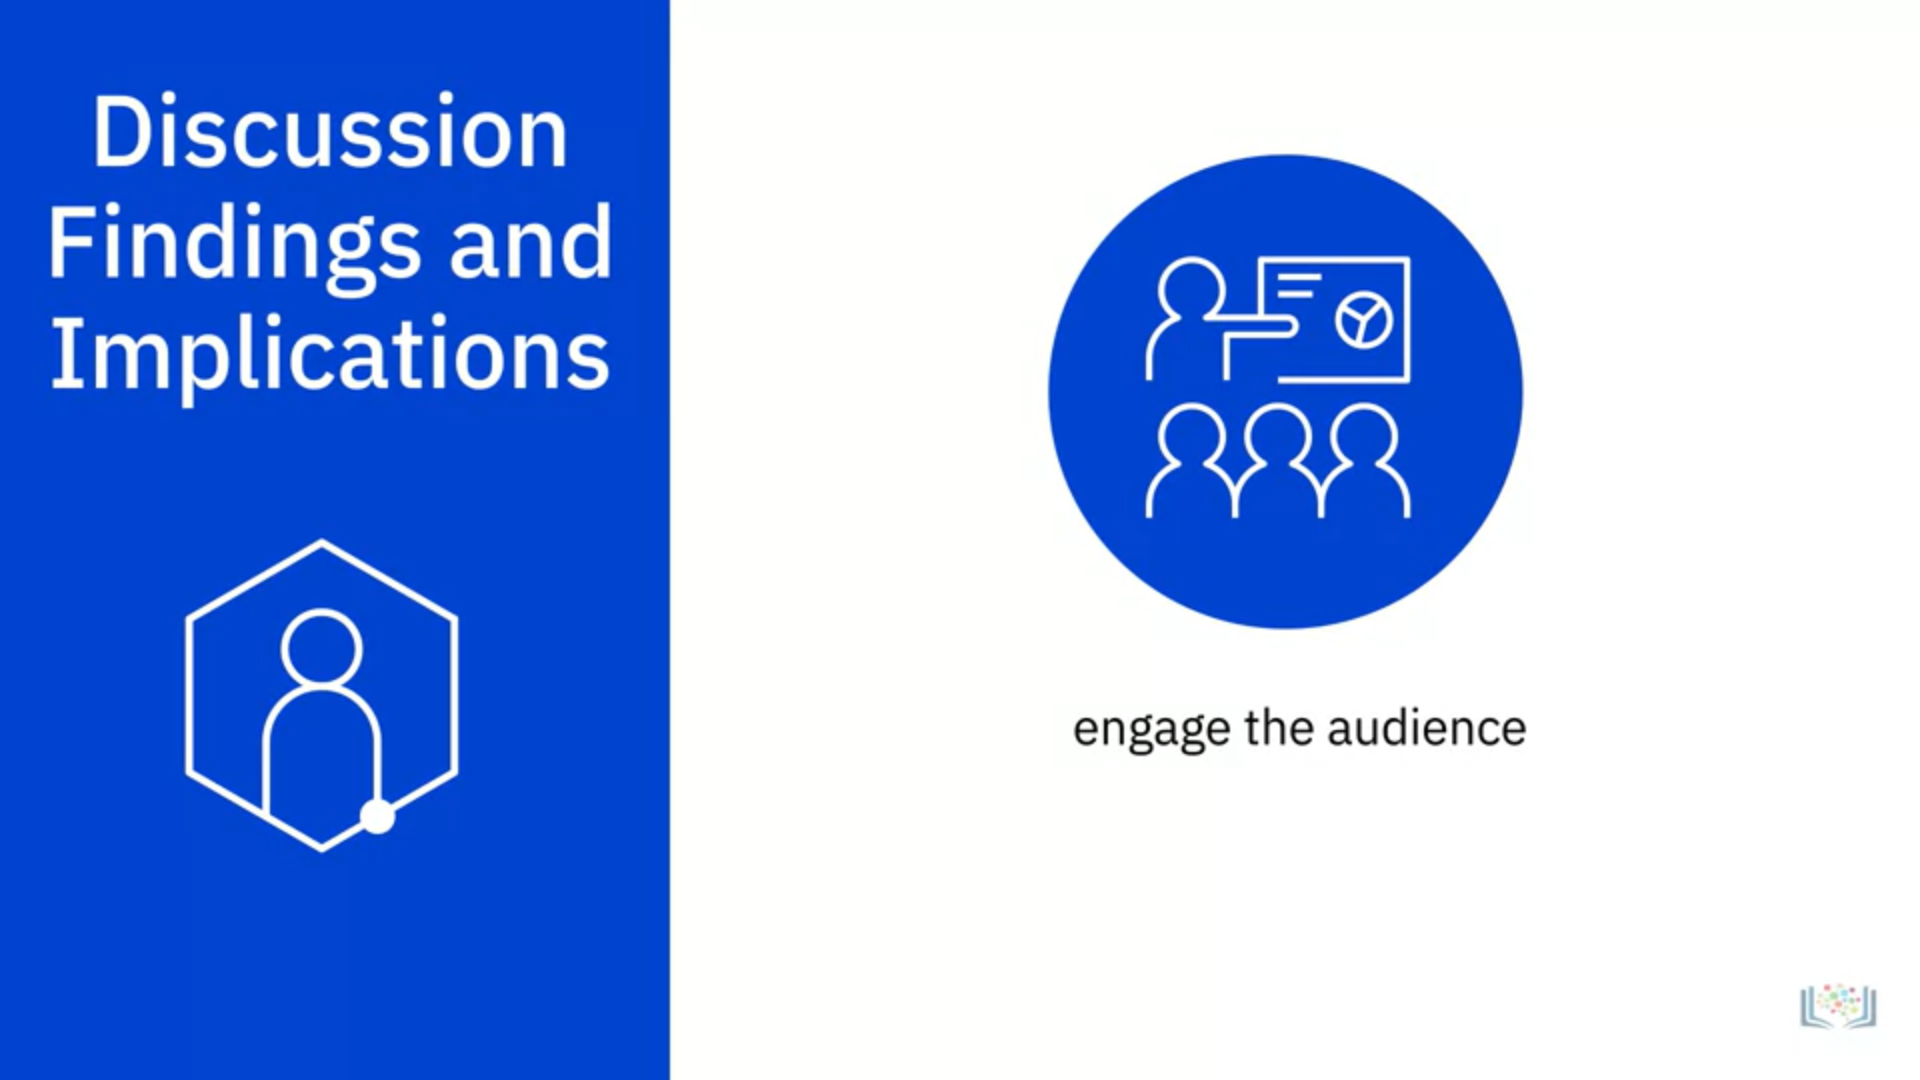 Discussion
Findings and
Implications
engage the audience